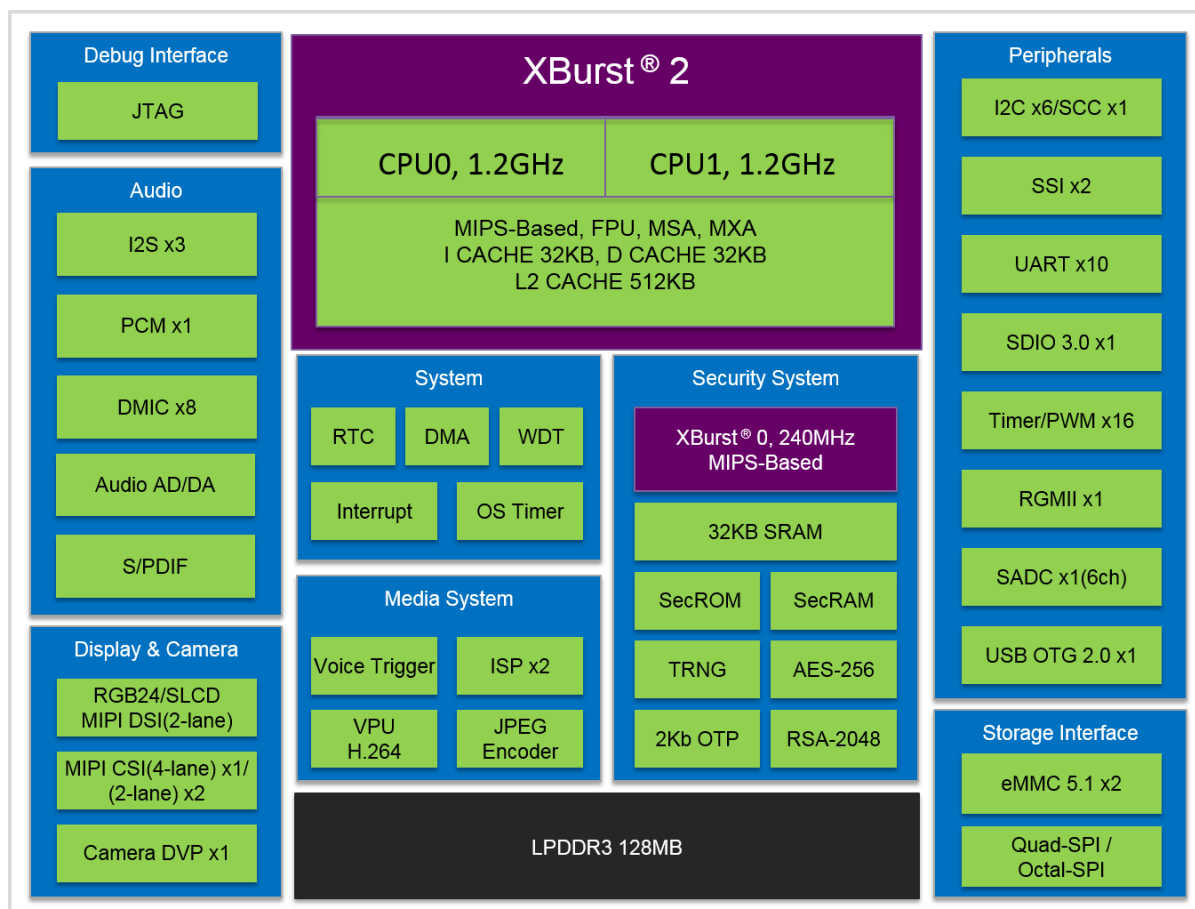 Debug Interface
JTAG
Audio
I2S x3
PCM x1
DMIC x8
Audio AD/DA
S/PDIF
Display & Camera
RGB24/SLCD
MIPI DSI(2-lane)
MIPI CSI(4-lane) x1/
(2-lane) x2
Camera DVP x1
XBurst® 2
CPU0, 1.2GHz
CPU1, 1.2GHz
MIPS-Based, FPU, MSA, MXA
I CACHE 32KB, D CACHE 32KB
L2 CACHE 512KB
System
RTC
DMA
WDT
Interrupt
OS Timer
Media System
Voice Trigger
ISP x2
VPU
H.264
JPEG
Encoder
Security System
XBurst® 0, 240MHz
MIPS-Based
32KB SRAM
SecROM
SecRAM
TRNG
AES-256
2Kb OTP
RSA-2048
LPDDR3 128MB
Peripherals
I2C x6/SCC x1
SSI x2
UART x10
SDIO 3.0 x1
Timer/PWM x16
RGMII x1
SADC x1(6ch)
USB OTG 2.0 x1
Storage Interface
eMMC 5.1 x2
Quad-SPI /
Octal-SPI